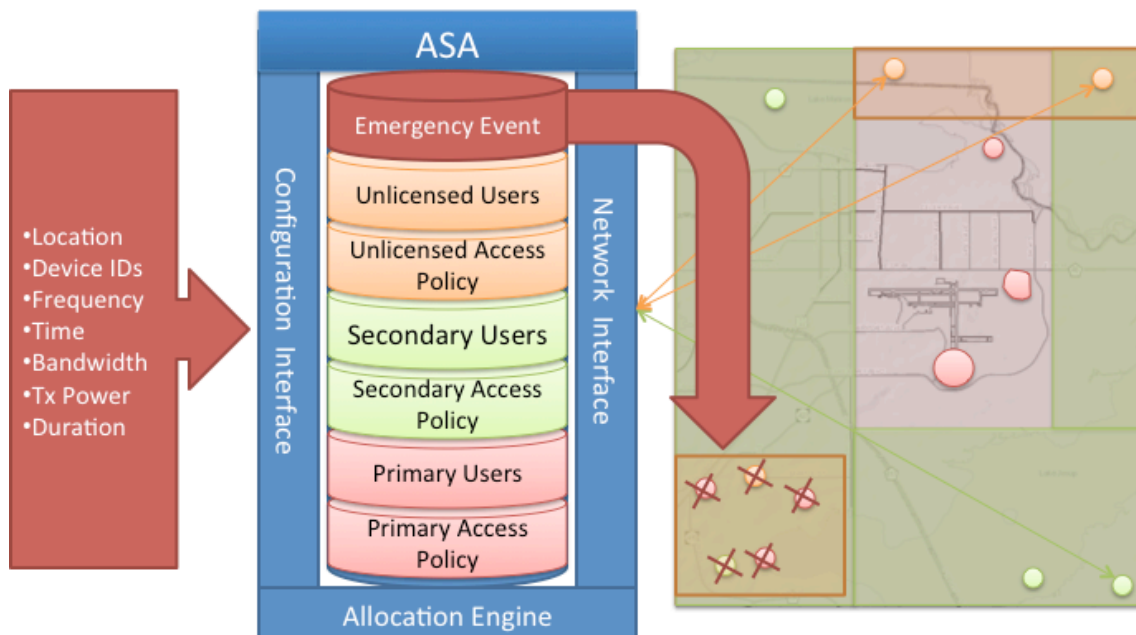 ASA
•Location
•Device IDs
•Frequency
•Time
•Bandwidth
•Tx Power
•Duration
Configuration Interface
Emergency Event
Unlicensed Users
Unlicensed Access
Policy
Secondary Users
Secondary Access
Policy
Primary Users
Primary Access
Policy
Network Interface
Allocation Engine